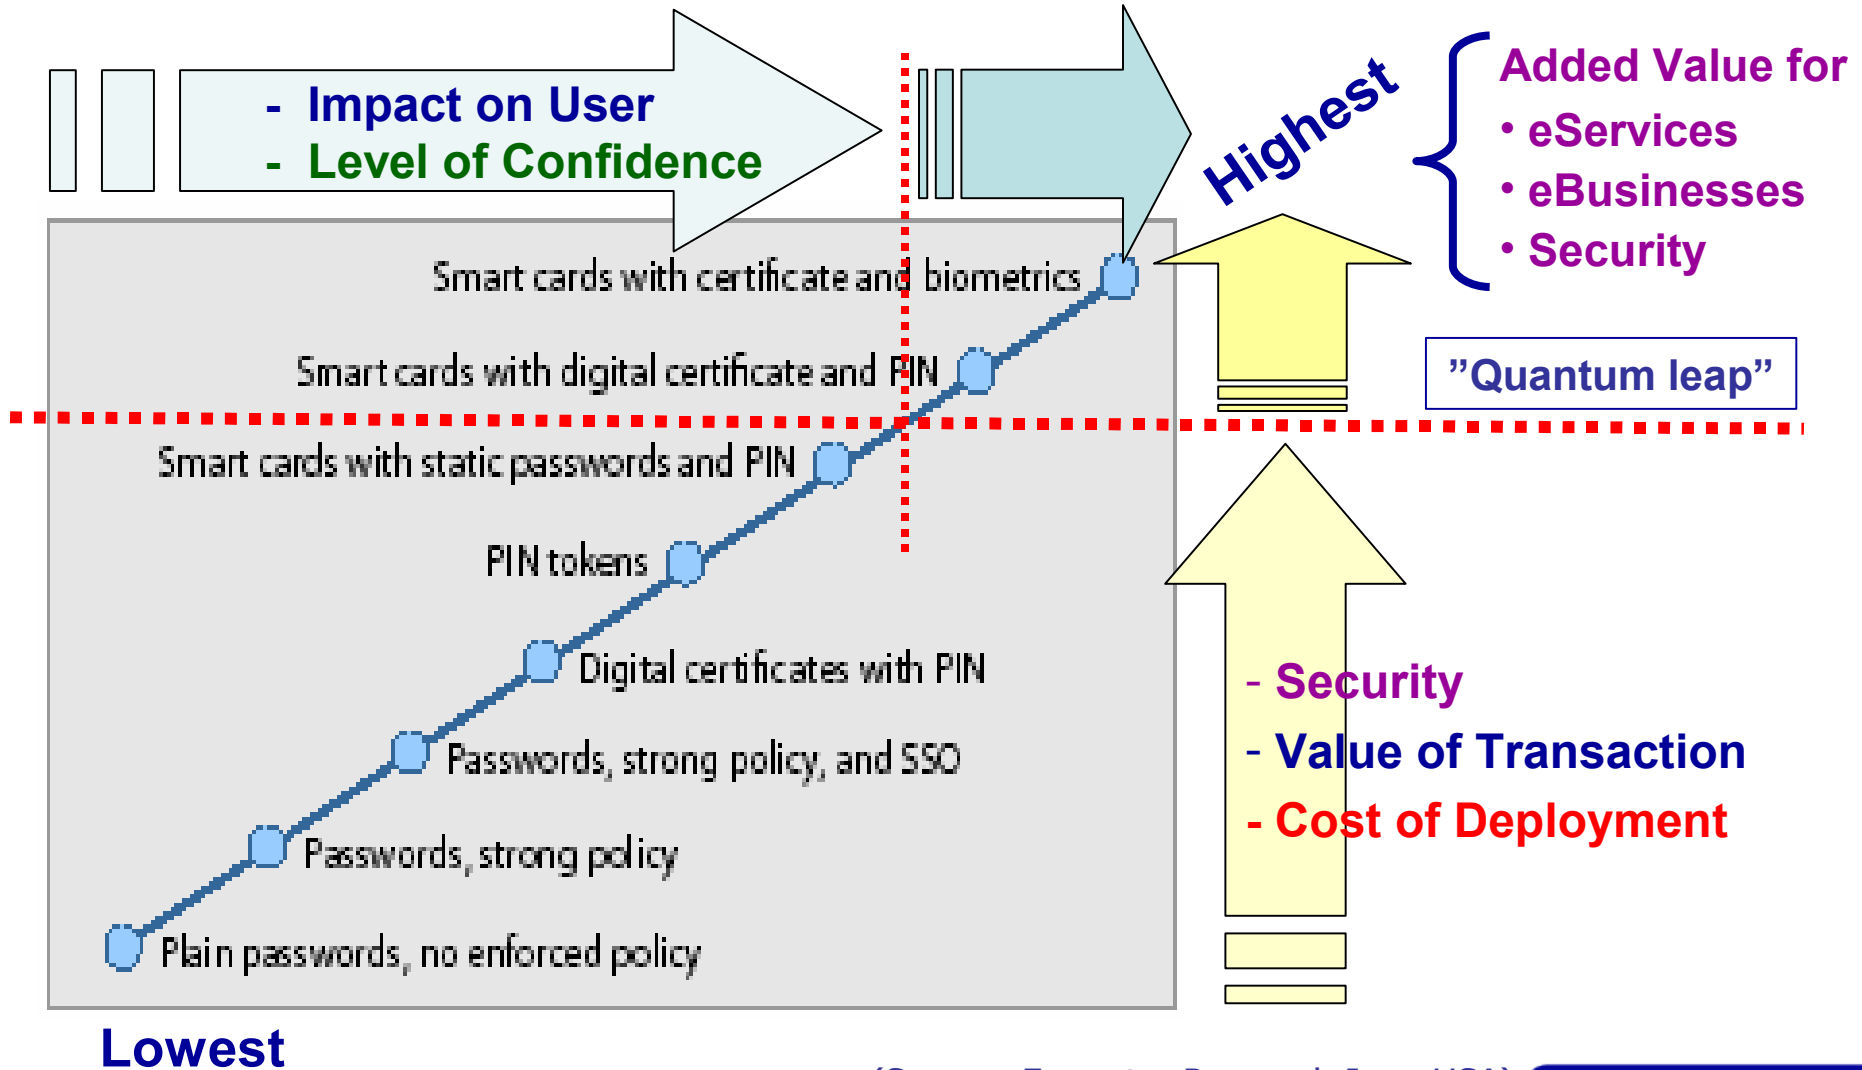 - Impact on User
- Level of Confidence
Highest
Added Value for
• eServices
• eBusinesses
• Security
Smart cards with certificate and biometrics
Smart cards with digital certificate and PIN
"Quantum leap"
Smart cards with static passwords and PIN
PIN tokens
Digital certificates with PIN
- Security
- Value of Transaction
- Cost of Deployment
Passwords, strong policy, and SSO
Passwords, strong policy
Plain passwords, no enforced policy
Lowest